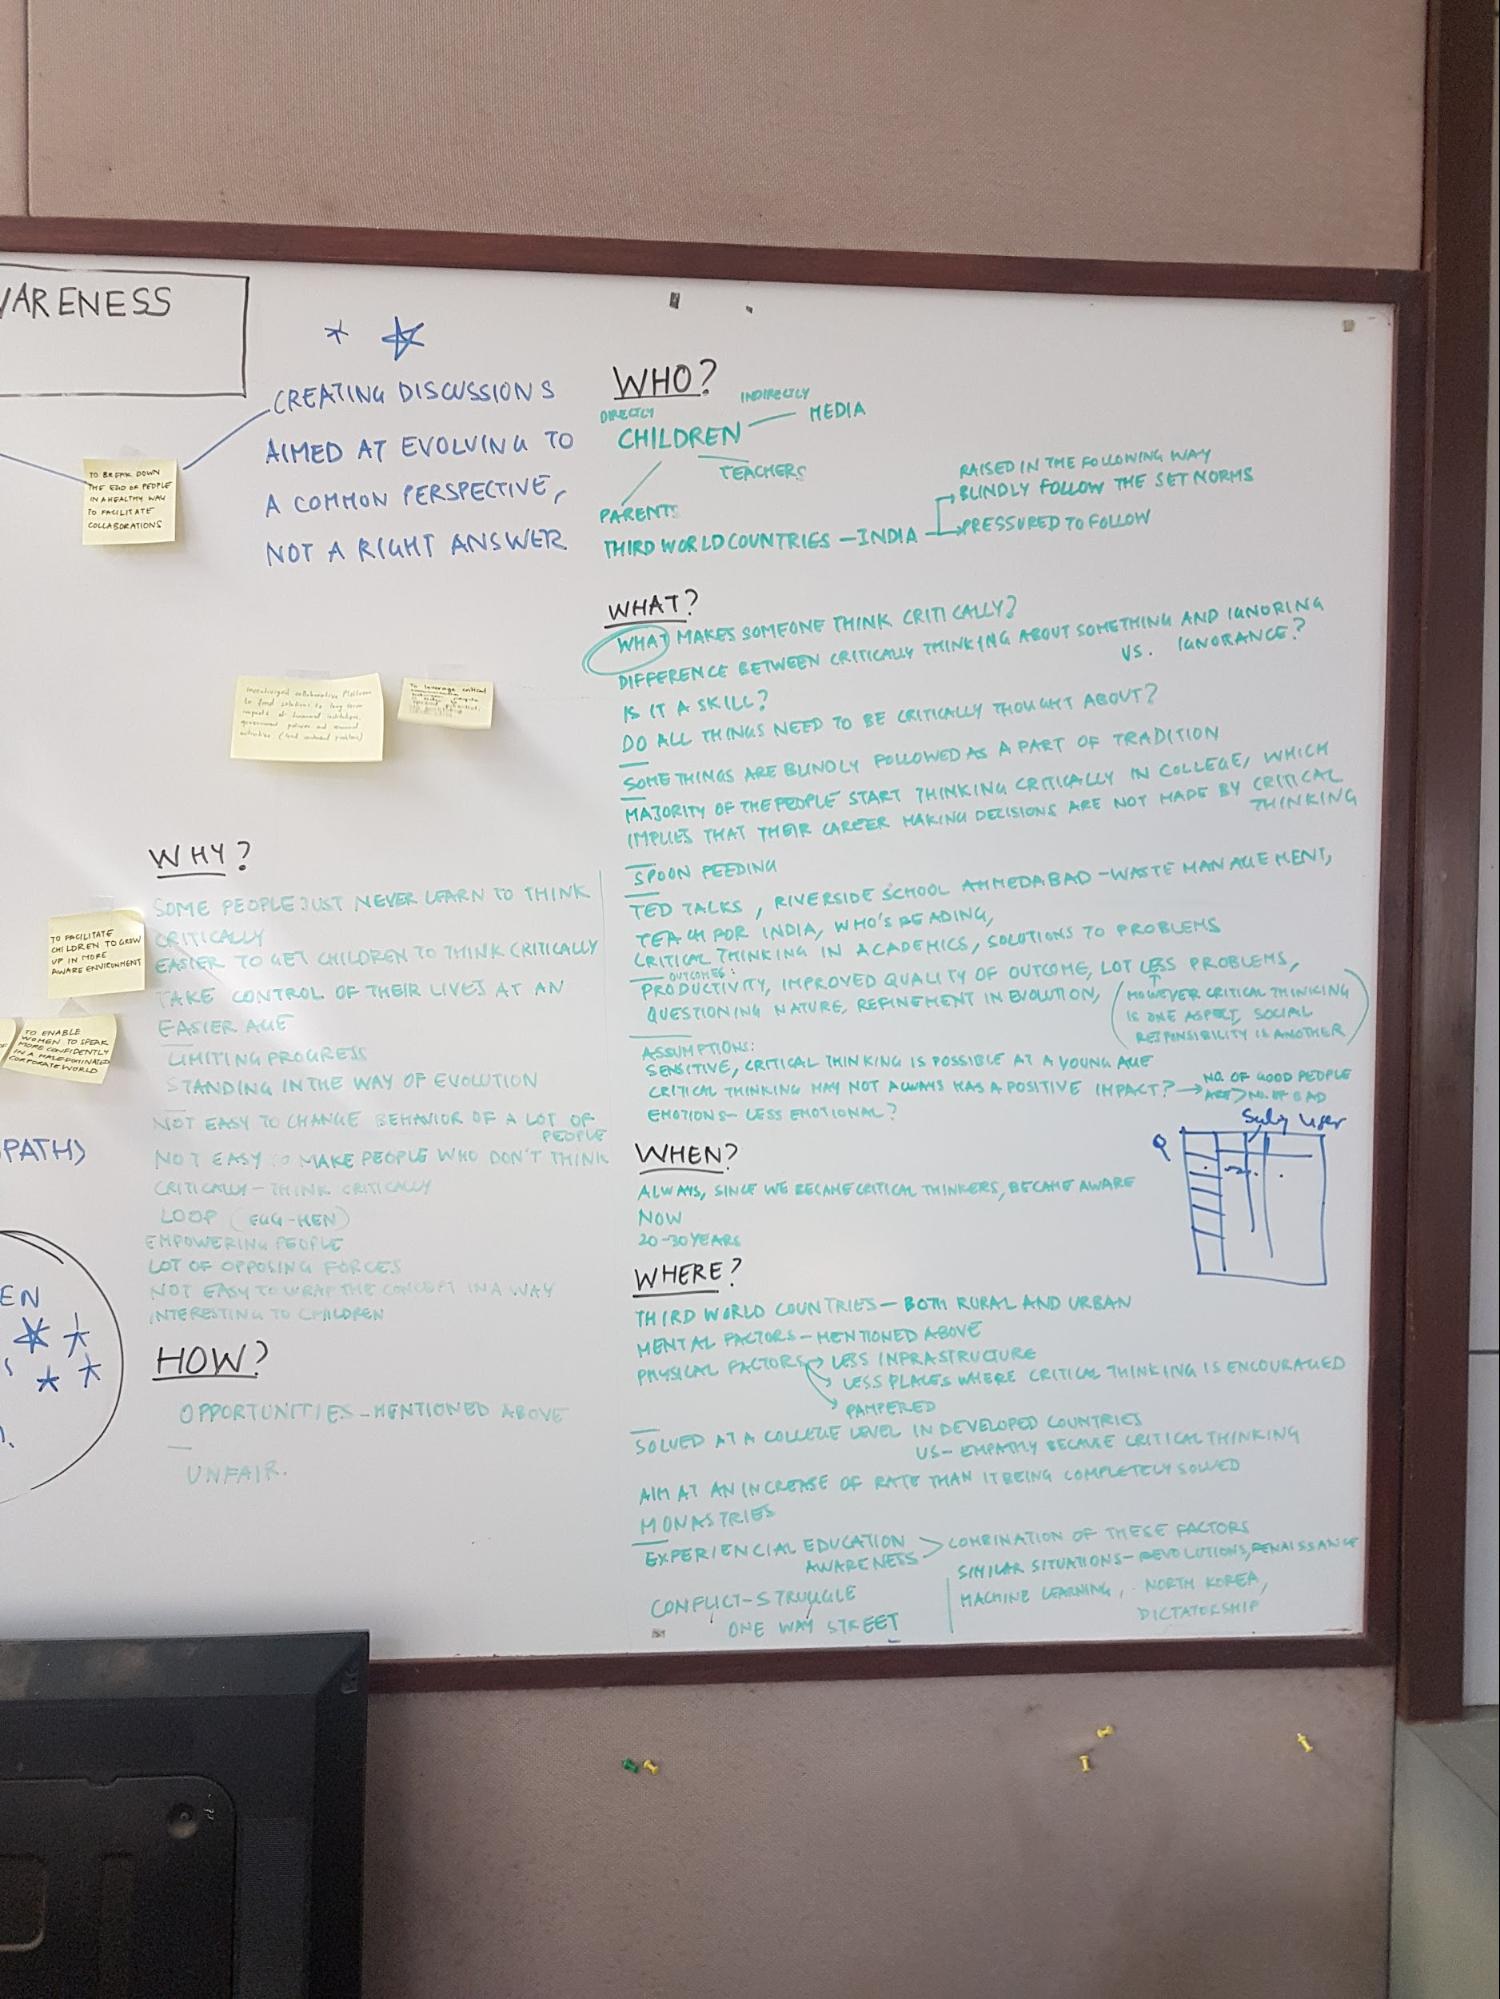 WARENESS
CREATING DISCUSSIONS
AIMED AT EVOLVING TO
A COMMON PERSPECTIVE,
NOT A RIGHT ANSWER
TO BREAK DOWN
THE EGO OF PEOPLE
IN A HEALTHY WAY
TO FACILITATE
COLLABORATIONS
To leverage critical
WHY?
SOME PEOPLE JUST NEVER LEARN TO THINK
CRITICALLY
EASIER TO GET CHILDREN TO THINK CRITICALLY
TAKE CONTROL OF THEIR LIVES AT AN
EASIER AGE
LIMITING PROGRESS
STANDING IN THE WAY OF EVOLUTION
NOT EASY TO CHANGE BEHAVIOR OF A LOT OF
PEOPLE
NOT EASY TO MAKE PEOPLE WHO DON'T THINK
CRITICALLY - THINK CRITICALLY
LOOP (EGG-HEN)
EMPOWERING PEOPLE
LOT OF OPPOSING FORCES
NOT EASY TO WRAP THE CONCEPT IN A WAY
INTERESTING TO CHILDREN
TO FACILITATE
CHILDREN TO GROW
UP IN MORE
AWARE ENVIRONMENT
TO ENABLE
WOMEN TO SPEAK
MORE CONFIDENTLY
IN A MALE DOMINATED
CORPORATE WORLD
PATH)
EN
HOW?
OPPORTUNITIES - MENTIONED ABOVE
UNFAIR.
WHO?
DIRECTLY
INDIRECTLY
CHILDREN
MEDIA
TEACHERS
PARENTS
THIRD WORLD COUNTRIES - INDIA
RAISED IN THE FOLLOWING WAY
BLINDLY FOLLOW THE SET NORMS
PRESSURED TO FOLLOW
WHAT?
WHAT MAKES SOMEONE THINK CRITICALLY?
DIFFERENCE BETWEEN CRITICALLY THINKING ABOUT SOMETHING AND IGNORING
VS. IGNORANCE?
IS IT A SKILL?
DO ALL THINGS NEED TO BE CRITICALLY THOUGHT ABOUT?
SOME THINGS ARE BLINDLY FOLLOWED AS A PART OF TRADITION
MAJORITY OF THE PEOPLE START THINKING CRITICALLY IN COLLEGE, WHICH
IMPLIES THAT THEIR CAREER MAKING DECISIONS ARE NOT MADE BY CRITICAL
THINKING
SPOON FEEDING
TED TALKS, RIVERSIDE SCHOOL AHMEDABAD - WASTE MANAGEMENT,
TEACH FOR INDIA, WHO'S READING,
CRITICAL THINKING IN ACADEMICS, SOLUTIONS TO PROBLEMS
OUTCOMES:
PRODUCTIVITY, IMPROVED QUALITY OF OUTCOME, LOT LESS PROBLEMS,
QUESTIONING NATURE, REFINEMENT IN EVOLUTION,
(HOWEVER CRITICAL THINKING
IS ONE ASPECT, SOCIAL
RESPONSIBILITY IS ANOTHER)
ASSUMPTIONS:
SENSITIVE, CRITICAL THINKING IS POSSIBLE AT A YOUNG AGE
CRITICAL THINKING MAY NOT ALWAYS HAS A POSITIVE IMPACT? → NO. OF GOOD PEOPLE
ARE > NO. OF BAD
EMOTIONS - LESS EMOTIONAL?
User
WHEN?
ALWAYS, SINCE WE BECAME CRITICAL THINKERS, BECAME AWARE
NOW
20-30 YEARS
WHERE?
THIRD WORLD COUNTRIES - BOTH RURAL AND URBAN
MENTAL FACTORS - MENTIONED ABOVE
PHYSICAL FACTORS → LESS INFRASTRUCTURE
LESS PLACES WHERE CRITICAL THINKING IS ENCOURAGED
PAMPERED
SOLVED AT A COLLEGE LEVEL IN DEVELOPED COUNTRIES
US - EMPATHY BECAUSE CRITICAL THINKING
AIM AT AN INCREASE OF RATE THAN IT BEING COMPLETELY SOLVED
MONASTRIES
EXPERIENCIAL EDUCATION
AWARENESS
COMBINATION OF THESE FACTORS
SIMILAR SITUATIONS - REVOLUTIONS, RENAISSANCE
MACHINE LEARNING, NORTH KOREA,
DICTATORSHIP
CONFLICT - STRUGGLE
ONE WAY STREET